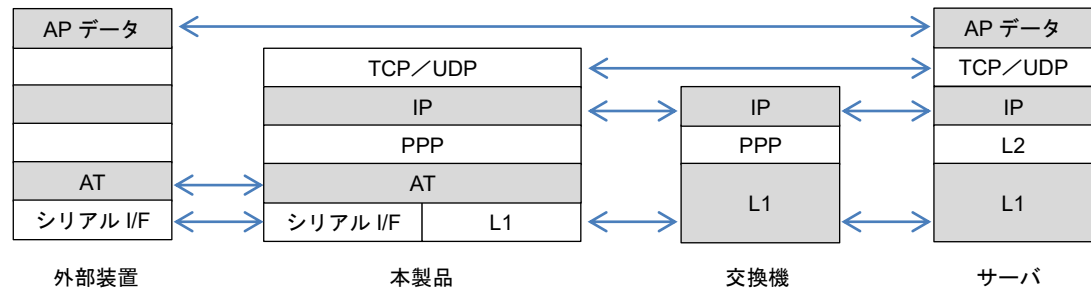 AP データ
AP データ
TCP／UDP
TCP／UDP
IP
IP
IP
PPP
PPP
L2
AT
AT
L1
L1
シリアル I/F
シリアル I/F
L1
外部装置
本製品
交換機
サーバ